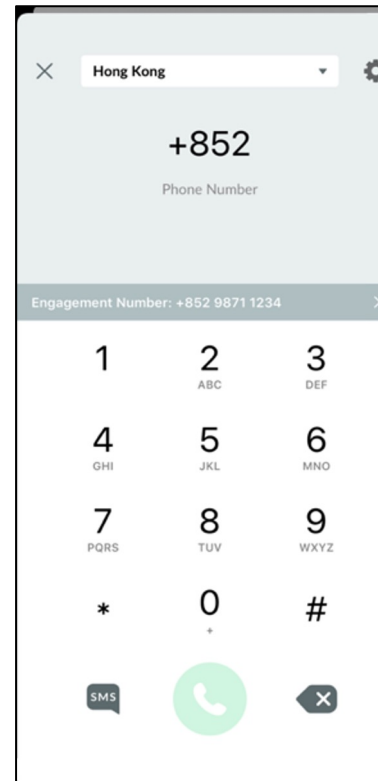 Hong Kong
+852
Phone Number
Engagement Number: +852 9871 1234
1 2 3
ABC DEF
4 5 6
GHI JKL MNO
7 8 9
PQRS TUV WXYZ
* 0 #
+
SMS